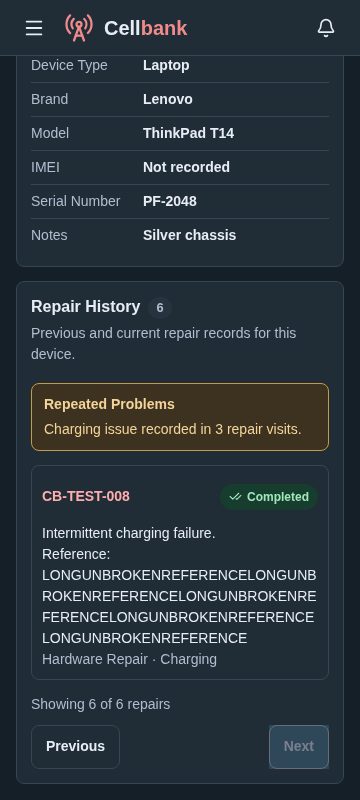 Cellbank
Device Type Laptop
Brand Lenovo
Model ThinkPad T14
IMEI Not recorded
Serial Number PF-2048
Notes Silver chassis
Repair History 6
Previous and current repair records for this
device.
Repeated Problems
Charging issue recorded in 3 repair visits.
CB-TEST-008 Completed
Intermittent charging failure.
Reference:
LONGUNBROKENREFERENCELONGUNB
ROKENREFERENCELONGUNBROKENRE
FERENCELONGUNBROKENREFERENCE
LONGUNBROKENREFERENCE
Hardware Repair · Charging
Showing 6 of 6 repairs
Previous Next